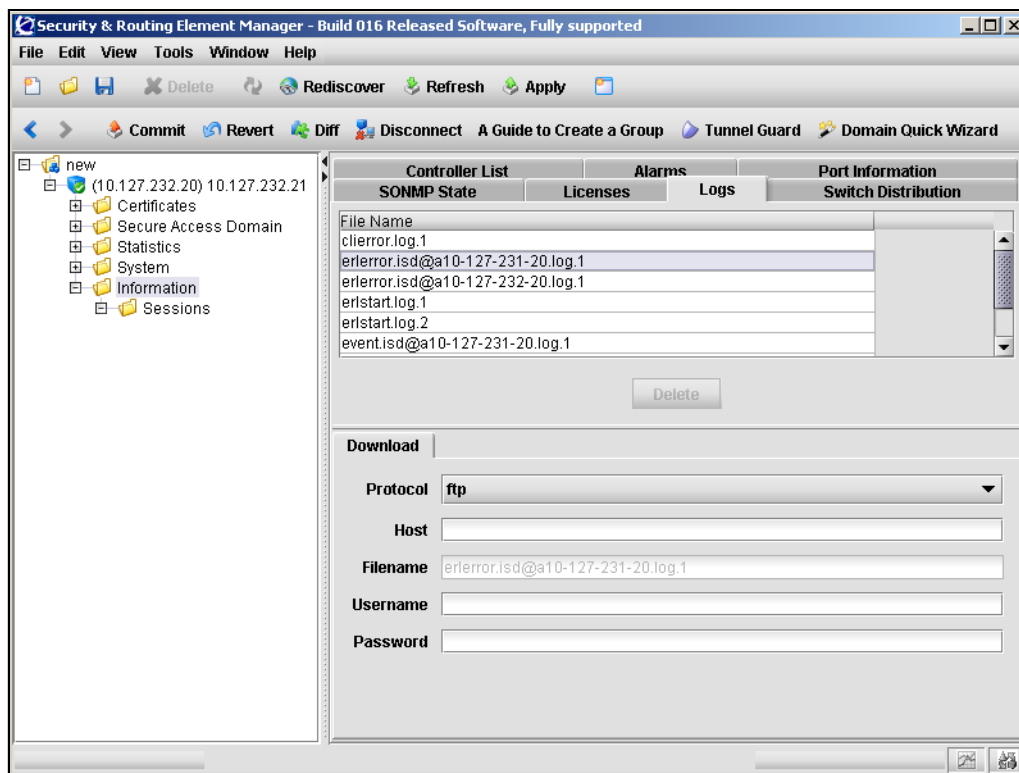 Security & Routing Element Manager - Build 016 Released Software, Fully supported
File Edit View Tools Window Help
Delete Rediscover Refresh Apply
Commit Revert Diff Disconnect A Guide to Create a Group Tunnel Guard Domain Quick Wizard
new
(10.127.232.20) 10.127.232.21
Certificates
Secure Access Domain
Statistics
System
Information
Sessions
Controller List Alarms Port Information
SONMP State Licenses Logs Switch Distribution
File Name
clierror.log.1
erlerror.isd@a10-127-231-20.log.1
erlerror.isd@a10-127-232-20.log.1
erlstart.log.1
erlstart.log.2
event.isd@a10-127-231-20.log.1
Delete
Download
Protocol ftp
Host
Filename erlerror.isd@a10-127-231-20.log.1
Username
Password